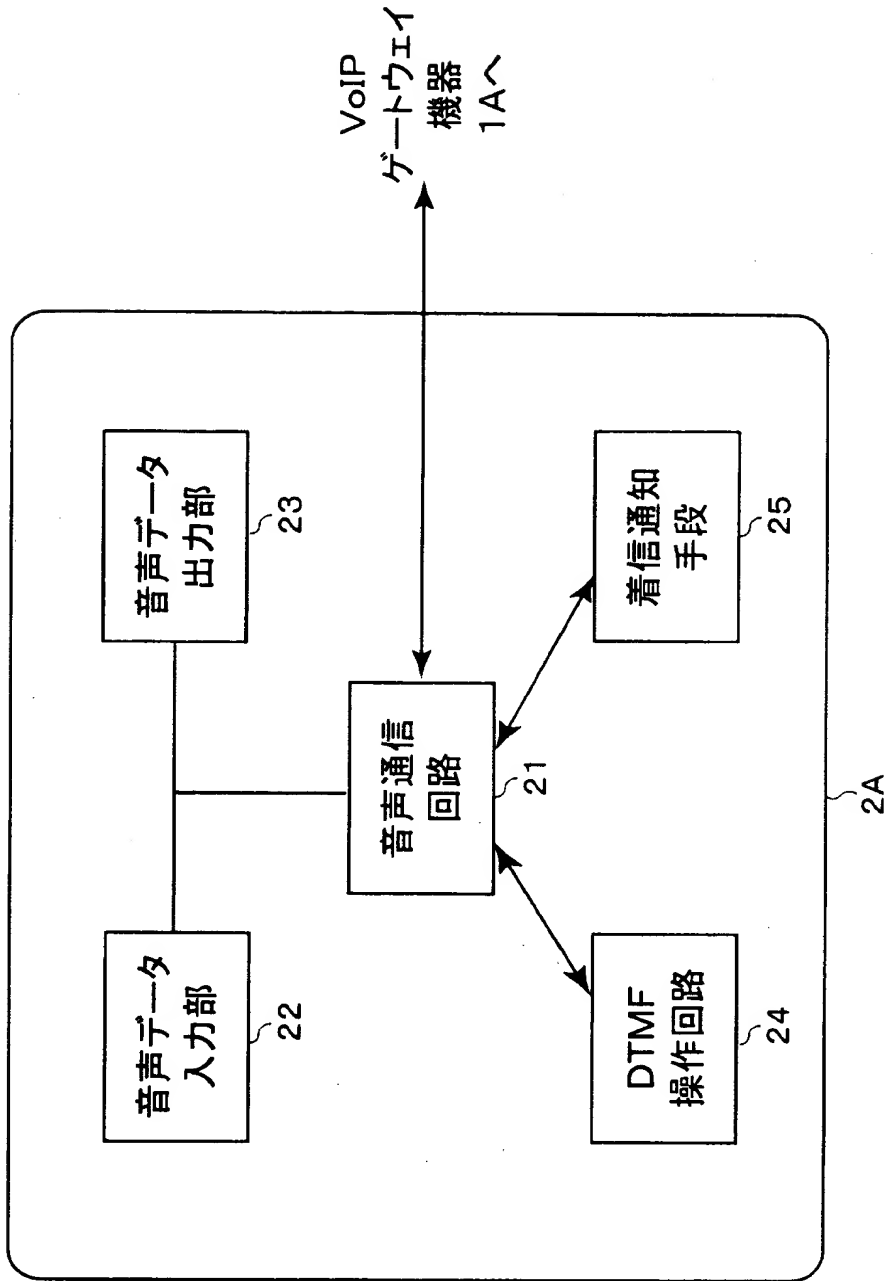 音声データ
入力部
22
音声データ
出力部
23
音声通信
回路
21
VoIP
ゲートウェイ
機器
1Aへ
DTMF
操作回路
24
着信通知
手段
25
2A